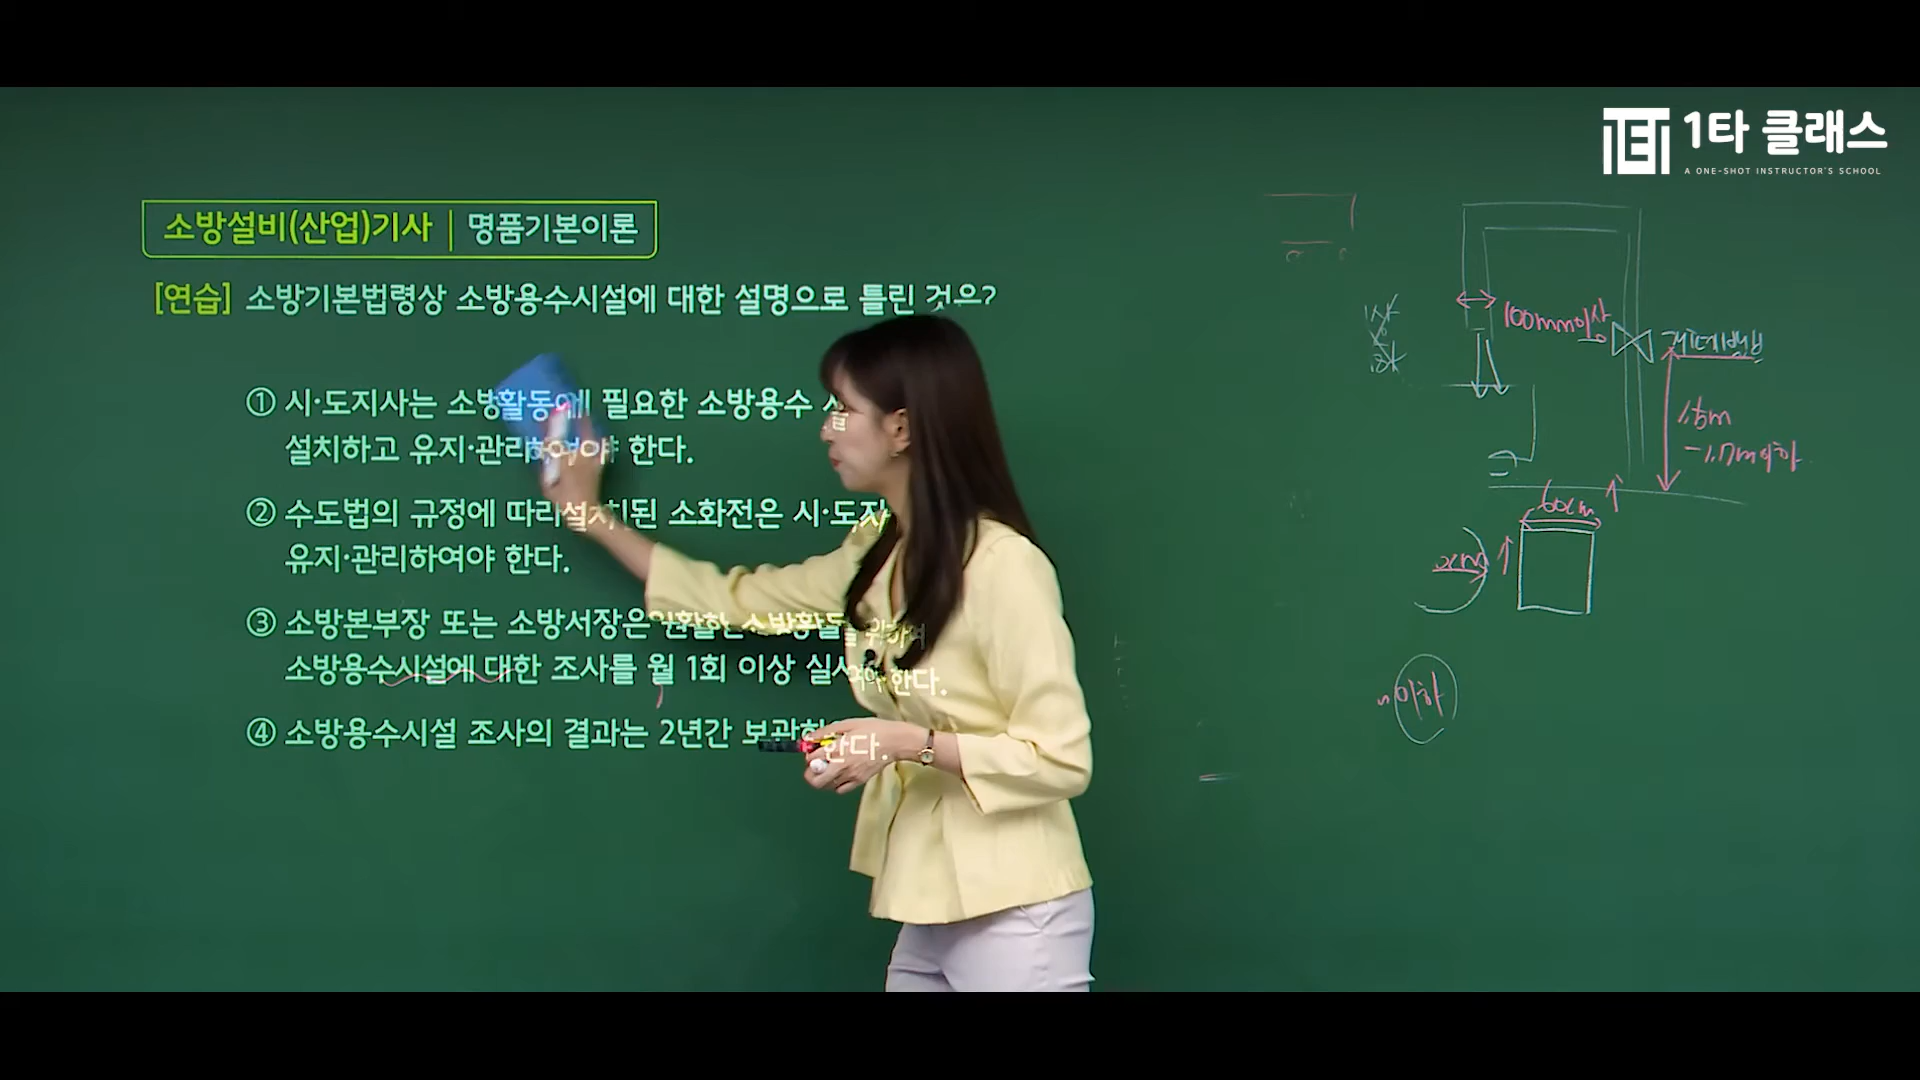 1타 클래스
A ONE-SHOT INSTRUCTOR'S SCHOOL
소방설비(산업)기사 | 명품기본이론
[연습] 소방기본법령상 소방용수시설에 대한 설명으로 틀린 것은?
① 시·도지사는 소방활동에 필요한 소방용수
설치하고 유지·관리하여야 한다.
② 수도법의 규정에 따라 설치된 소화전은 시·도지
유지·관리하여야 한다.
③ 소방본부장 또는 소방서장은 원활한 소방활동을 위하여
소방용수시설에 대한 조사를 월 1회 이상 실시 한다.
④ 소방용수시설 조사의 결과는 2년간 한다.
100mm이상
1.5m
-1.7m이하
60cm
이하